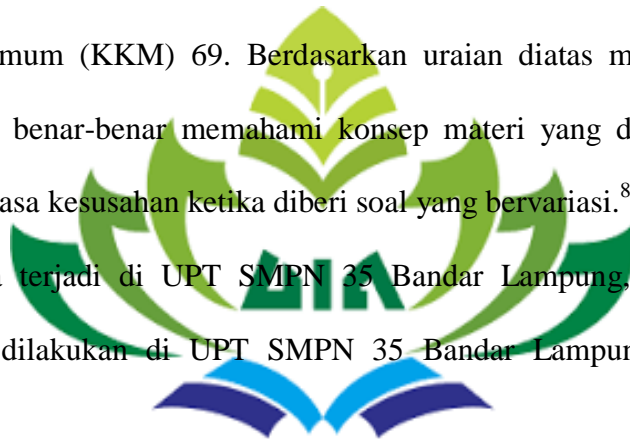 mum (KKM) 69. Berdasarkan uraian diatas m
benar-benar memahami konsep materi yang d
asa kesusahan ketika diberi soal yang bervariasi.8
terjadi di UPT SMPN 35 Bandar Lampung,
UIN
dilakukan di UPT SMPN 35 Bandar Lampun